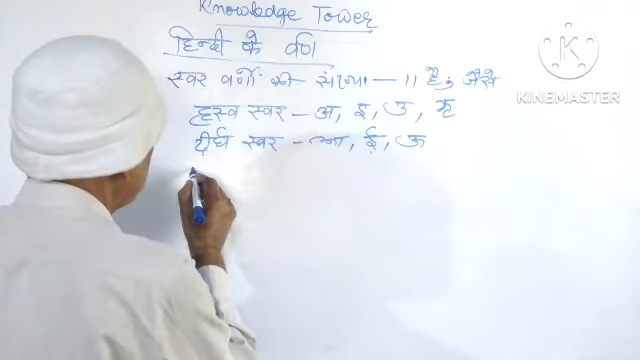 Knowledge Tower
हिन्दी के वर्ण
स्वर वर्णो की संख्या — 11 है; जैसे
ह्रस्व स्वर - अ, इ, उ, ऋ
दीर्घ स्वर - आ, ई, ऊ
KINEMASTER